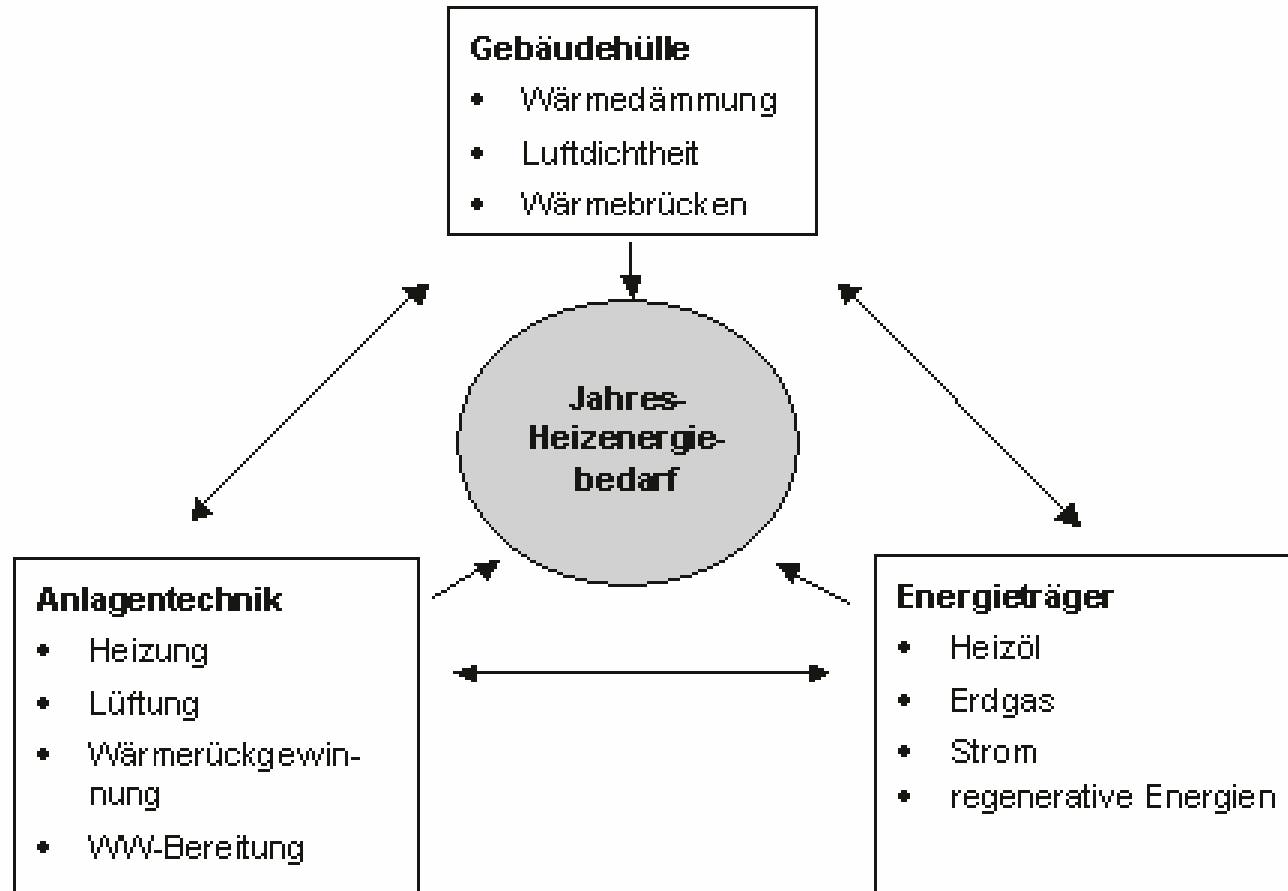 Gebäudehülle
• Wärmedämmung
• Luftdichtheit
• Wärmebrücken
Jahres-
Heizenergie-
bedarf
Anlagentechnik
• Heizung
• Lüftung
• Wärmerückgewin-
nung
• WW-Bereitung
Energieträger
• Heizöl
• Erdgas
• Strom
• regenerative Energien